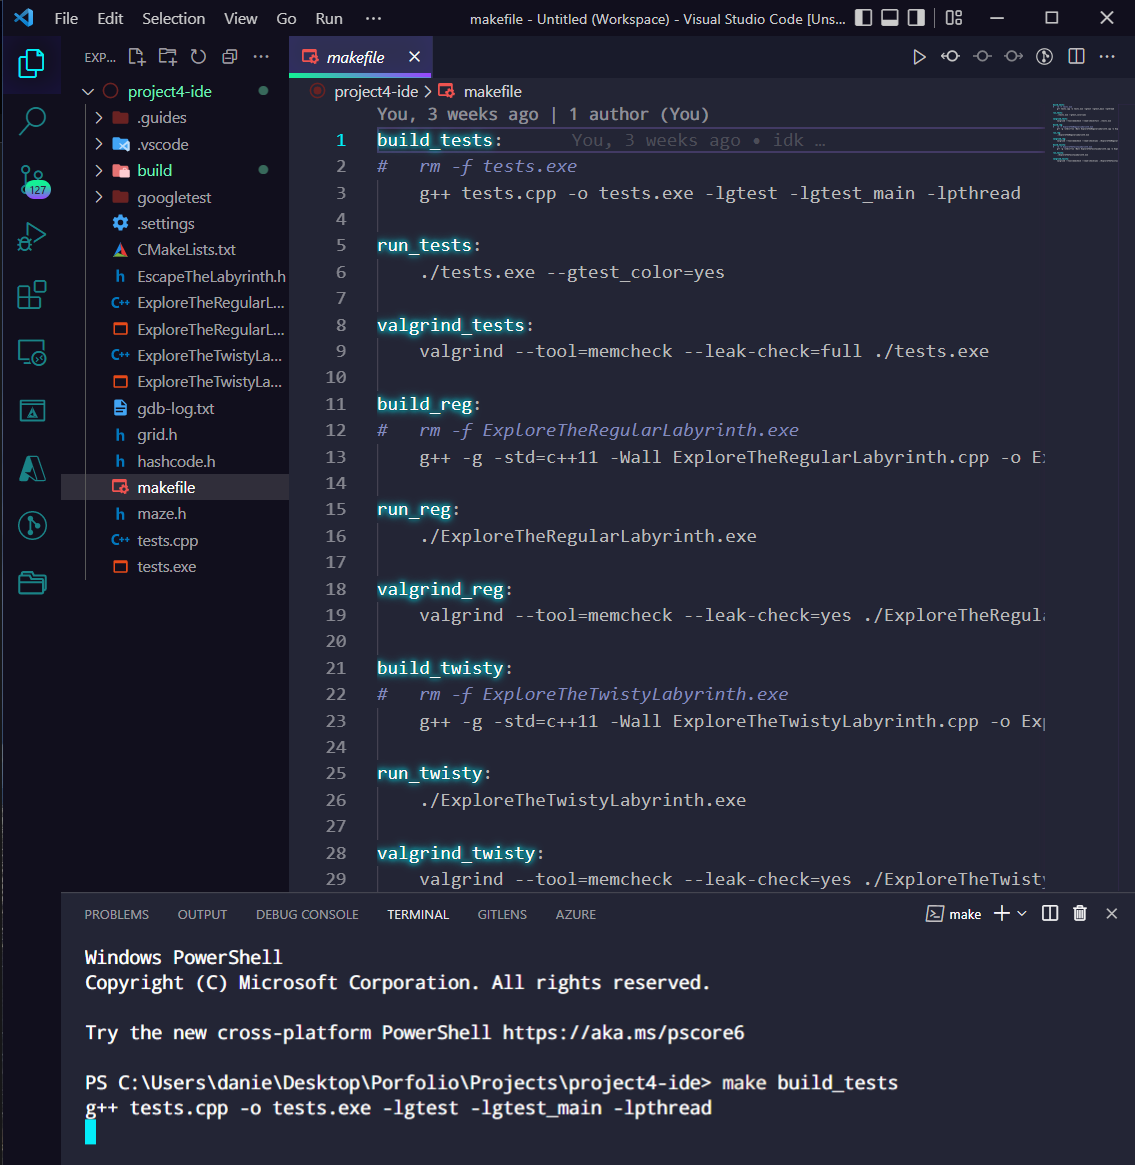 File Edit Selection View Go Run ··· makefile - Untitled (Workspace) - Visual Studio Code [Uns...
EXP... makefile
project4-ide
.guides
.vscode
build
googletest
.settings
CMakeLists.txt
EscapeTheLabyrinth.h
ExploreTheRegularL...
ExploreTheRegularL...
ExploreTheTwistyLa...
ExploreTheTwistyLa...
gdb-log.txt
grid.h
hashcode.h
makefile
maze.h
tests.cpp
tests.exe
127
project4-ide > makefile
You, 3 weeks ago | 1 author (You)
1 build_tests: You, 3 weeks ago • idk …
2 # rm -f tests.exe
3 g++ tests.cpp -o tests.exe -lgtest -lgtest_main -lpthread
4
5 run_tests:
6 ./tests.exe --gtest_color=yes
7
8 valgrind_tests:
9 valgrind --tool=memcheck --leak-check=full ./tests.exe
10
11 build_reg:
12 # rm -f ExploreTheRegularLabyrinth.exe
13 g++ -g -std=c++11 -Wall ExploreTheRegularLabyrinth.cpp -o Ex
14
15 run_reg:
16 ./ExploreTheRegularLabyrinth.exe
17
18 valgrind_reg:
19 valgrind --tool=memcheck --leak-check=yes ./ExploreTheRegula
20
21 build_twisty:
22 # rm -f ExploreTheTwistyLabyrinth.exe
23 g++ -g -std=c++11 -Wall ExploreTheTwistyLabyrinth.cpp -o Exp
24
25 run_twisty:
26 ./ExploreTheTwistyLabyrinth.exe
27
28 valgrind_twisty:
29 valgrind --tool=memcheck --leak-check=yes ./ExploreTheTwisty
PROBLEMS OUTPUT DEBUG CONSOLE TERMINAL GITLENS AZURE make
Windows PowerShell
Copyright (C) Microsoft Corporation. All rights reserved.
Try the new cross-platform PowerShell https://aka.ms/pscore6
PS C:\Users\danie\Desktop\Porfolio\Projects\project4-ide> make build_tests
g++ tests.cpp -o tests.exe -lgtest -lgtest_main -lpthread